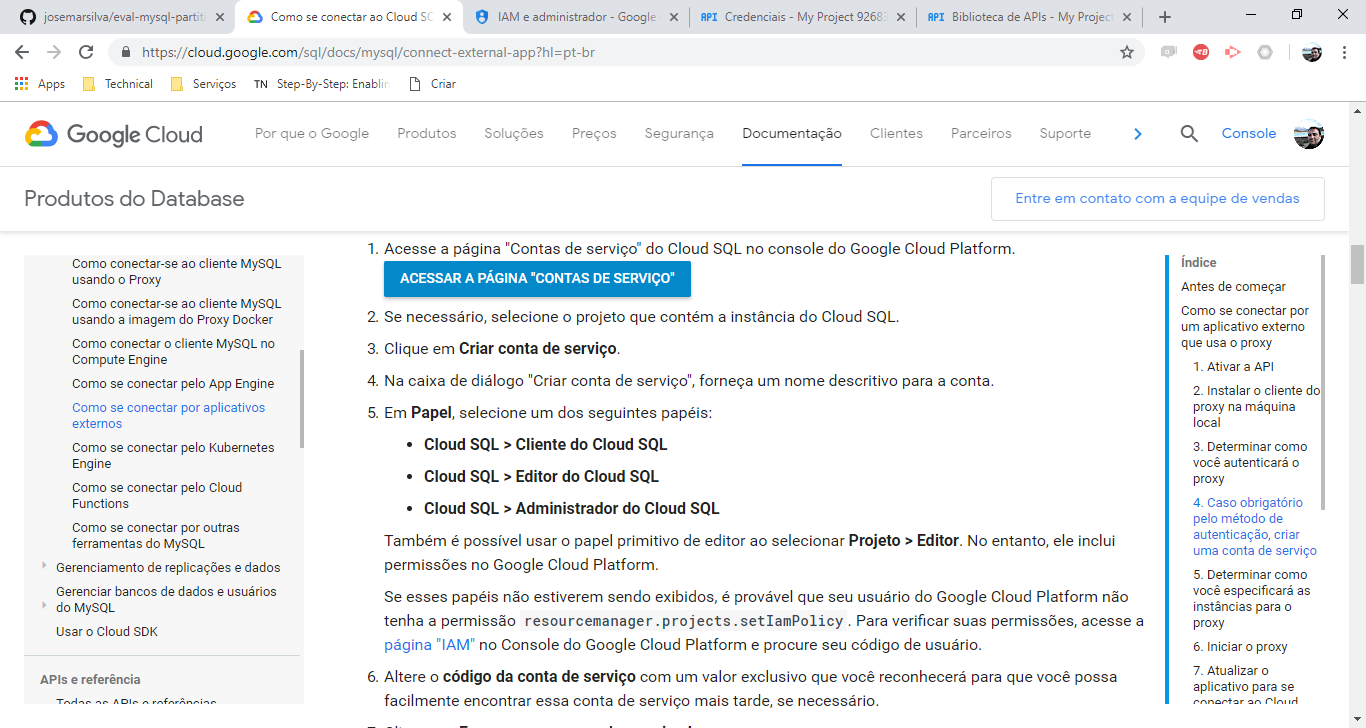 josemarsilva/eval-mysql-partiti
Como se conectar ao Cloud SQ
IAM e administrador - Google
API Credenciais - My Project 92683
API Biblioteca de APIs - My Project
https://cloud.google.com/sql/docs/mysql/connect-external-app?hl=pt-br
Apps
Technical
Serviços
TN Step-By-Step: Enablin
Criar
Google Cloud
Por que o Google
Produtos
Soluções
Preços
Segurança
Documentação
Clientes
Parceiros
Suporte
Console
Produtos do Database
Entre em contato com a equipe de vendas
Como conectar-se ao cliente MySQL
usando o Proxy
Como conectar-se ao cliente MySQL
usando a imagem do Proxy Docker
Como conectar o cliente MySQL no
Compute Engine
Como se conectar pelo App Engine
Como se conectar por aplicativos
externos
Como se conectar pelo Kubernetes
Engine
Como se conectar pelo Cloud
Functions
Como se conectar por outras
ferramentas do MySQL
Gerenciamento de replicações e dados
Gerenciar bancos de dados e usuários
do MySQL
Usar o Cloud SDK
APIs e referência
Todas as APIs e referências
1. Acesse a página "Contas de serviço" do Cloud SQL no console do Google Cloud Platform.
ACESSAR A PÁGINA "CONTAS DE SERVIÇO"
2. Se necessário, selecione o projeto que contém a instância do Cloud SQL.
3. Clique em Criar conta de serviço.
4. Na caixa de diálogo "Criar conta de serviço", forneça um nome descritivo para a conta.
5. Em Papel, selecione um dos seguintes papéis:
• Cloud SQL > Cliente do Cloud SQL
• Cloud SQL > Editor do Cloud SQL
• Cloud SQL > Administrador do Cloud SQL
Também é possível usar o papel primitivo de editor ao selecionar Projeto > Editor. No entanto, ele inclui
permissões no Google Cloud Platform.
Se esses papéis não estiverem sendo exibidos, é provável que seu usuário do Google Cloud Platform não
tenha a permissão resourcemanager.projects.setIamPolicy. Para verificar suas permissões, acesse a
página "IAM" no Console do Google Cloud Platform e procure seu código de usuário.
6. Altere o código da conta de serviço com um valor exclusivo que você reconhecerá para que você possa
facilmente encontrar essa conta de serviço mais tarde, se necessário.
Índice
Antes de começar
Como se conectar por
um aplicativo externo
que usa o proxy
1. Ativar a API
2. Instalar o cliente do
proxy na máquina
local
3. Determinar como
você autenticará o
proxy
4. Caso obrigatório
pelo método de
autenticação, criar
uma conta de serviço
5. Determinar como
você especificará as
instâncias para o
proxy
6. Iniciar o proxy
7. Atualizar o
aplicativo para se
conectar ao Cloud